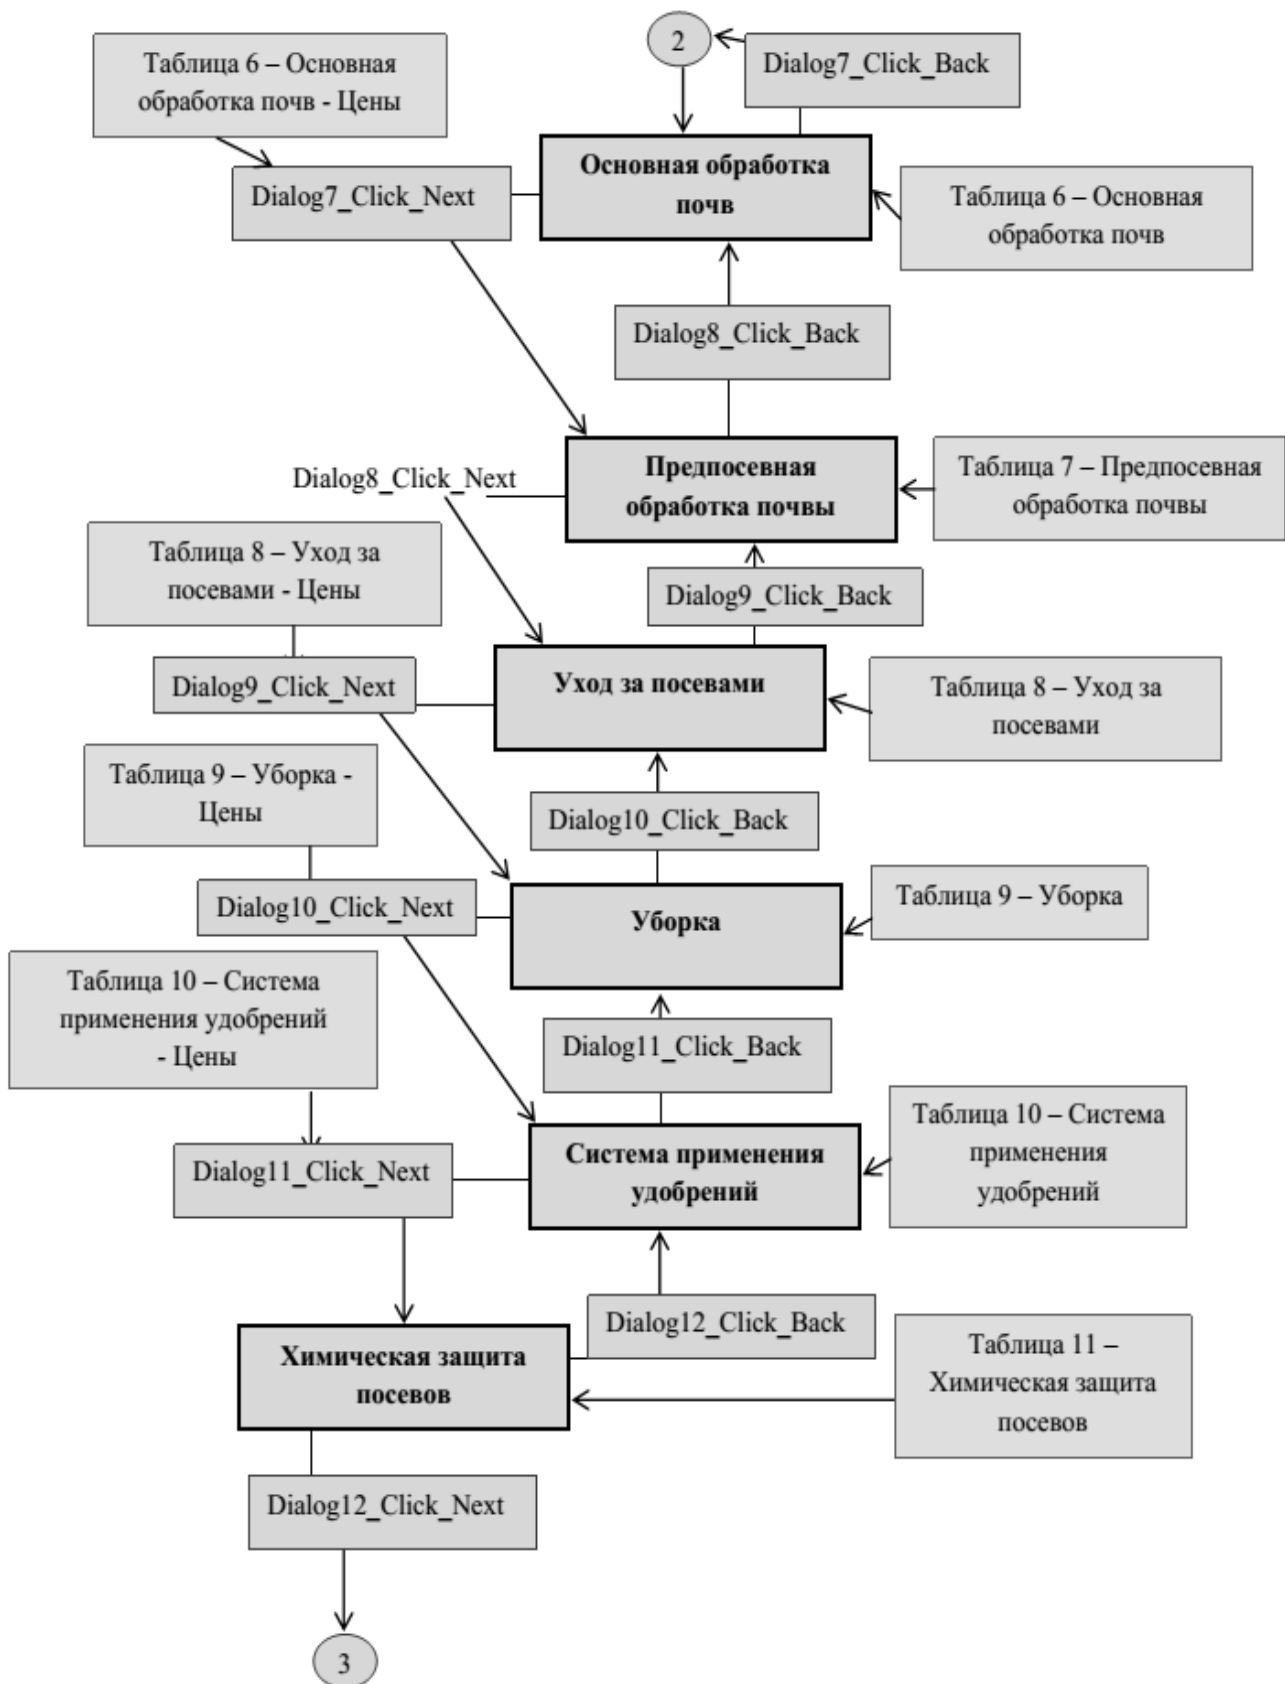 2
Dialog7_Click_Back
Таблица 6 – Основная
обработка почв - Цены
Основная обработка
почв
Dialog7_Click_Next
Таблица 6 – Основная
обработка почв
Dialog8_Click_Back
Предпосевная
обработка почвы
Dialog8_Click_Next
Таблица 7 – Предпосевная
обработка почвы
Таблица 8 – Уход за
посевами - Цены
Dialog9_Click_Back
Уход за посевами
Dialog9_Click_Next
Таблица 8 – Уход за
посевами
Таблица 9 – Уборка -
Цены
Dialog10_Click_Back
Dialog10_Click_Next
Уборка
Таблица 9 – Уборка
Таблица 10 – Система
применения удобрений
- Цены
Dialog11_Click_Back
Dialog11_Click_Next
Система применения
удобрений
Таблица 10 – Система
применения
удобрений
Dialog12_Click_Back
Химическая защита
посевов
Таблица 11 –
Химическая защита
посевов
Dialog12_Click_Next
3